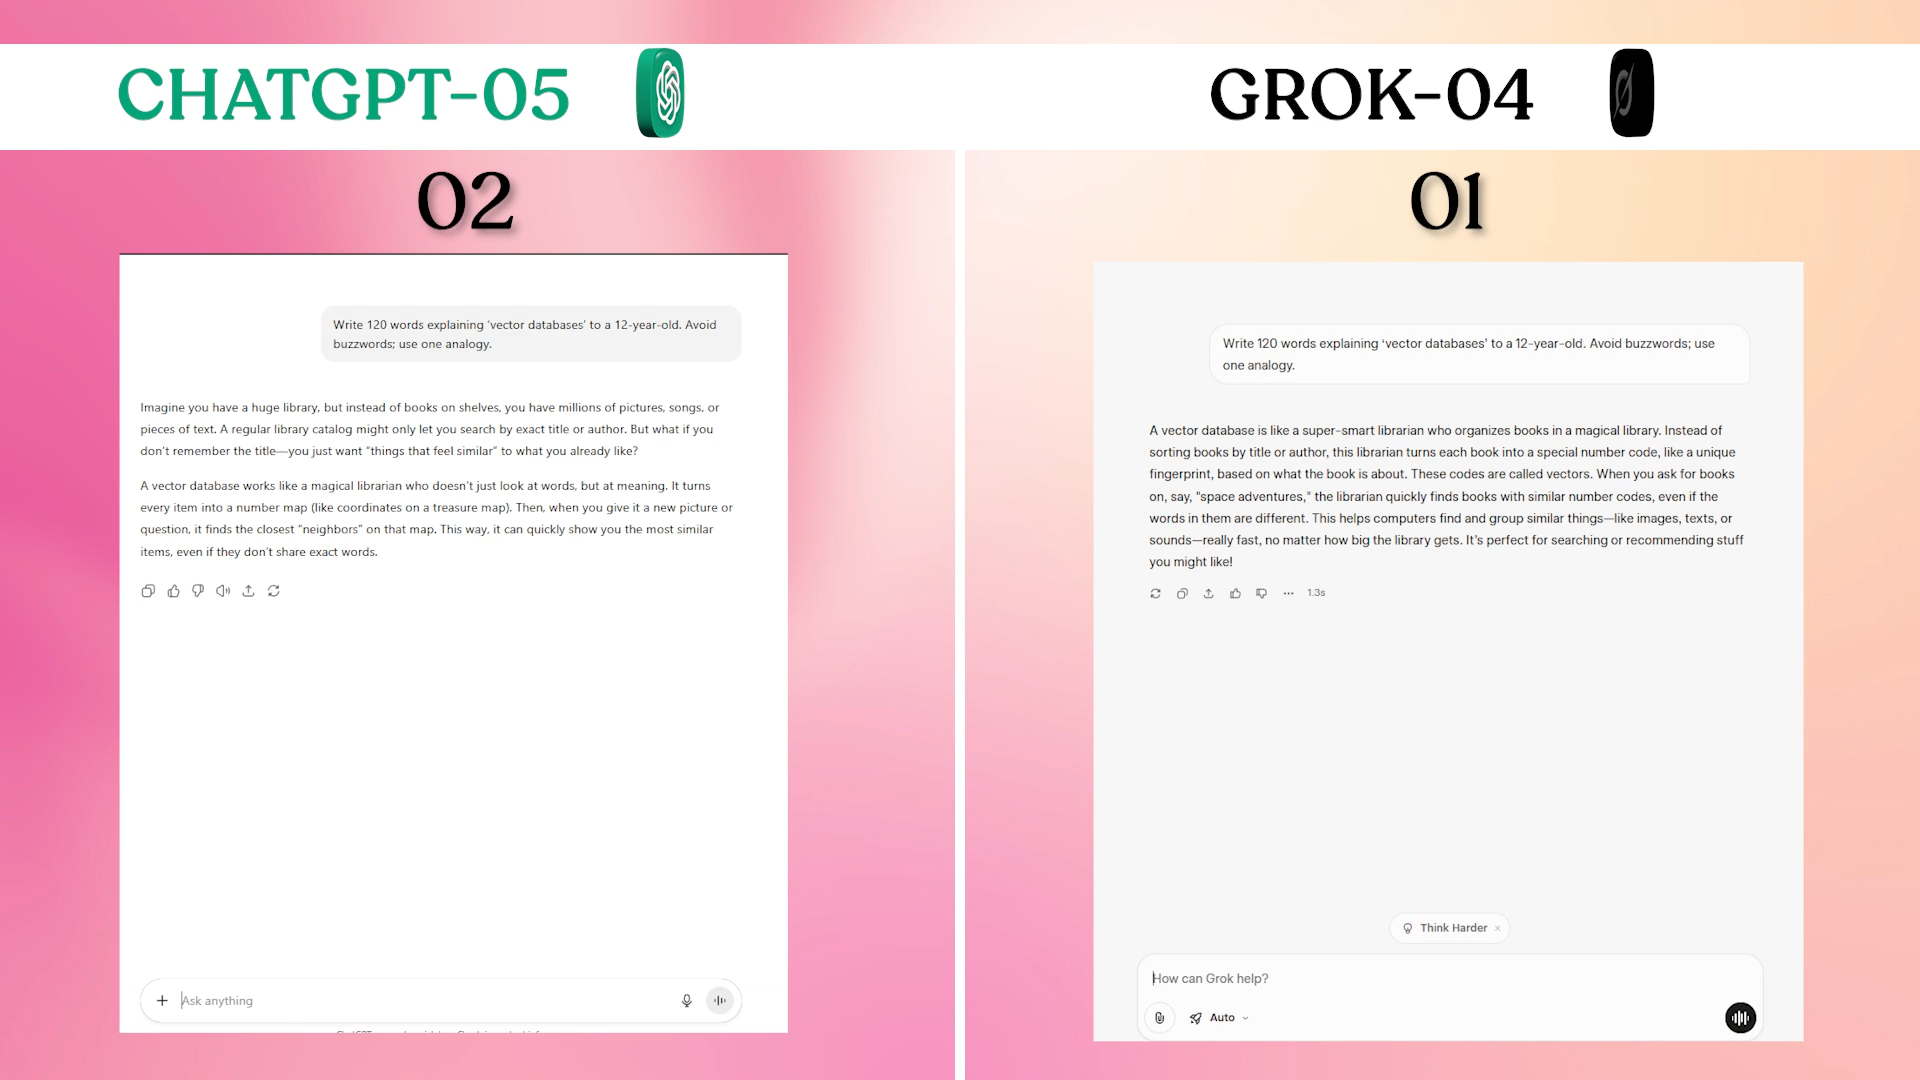 CHATGPT-05
02
Write 120 words explaining ‘vector databases’ to a 12-year-old. Avoid
buzzwords; use one analogy.
Imagine you have a huge library, but instead of books on shelves, you have millions of pictures, songs, or
pieces of text. A regular library catalog might only let you search by exact title or author. But what if you
don’t remember the title—you just want “things that feel similar” to what you already like?
A vector database works like a magical librarian who doesn’t just look at words, but at meaning. It turns
every item into a number map (like coordinates on a treasure map). Then, when you give it a new picture or
question, it finds the closest “neighbors” on that map. This way, it can quickly show you the most similar
items, even if they don’t share exact words.
Ask anything
GROK-04
01
Write 120 words explaining ‘vector databases’ to a 12-year-old. Avoid buzzwords; use
one analogy.
A vector database is like a super-smart librarian who organizes books in a magical library. Instead of
sorting books by title or author, this librarian turns each book into a special number code, like a unique
fingerprint, based on what the book is about. These codes are called vectors. When you ask for books
on, say, "space adventures," the librarian quickly finds books with similar number codes, even if the
words in them are different. This helps computers find and group similar things—like images, texts, or
sounds—really fast, no matter how big the library gets. It’s perfect for searching or recommending stuff
you might like!
1.3s
Think Harder
How can Grok help?
Auto